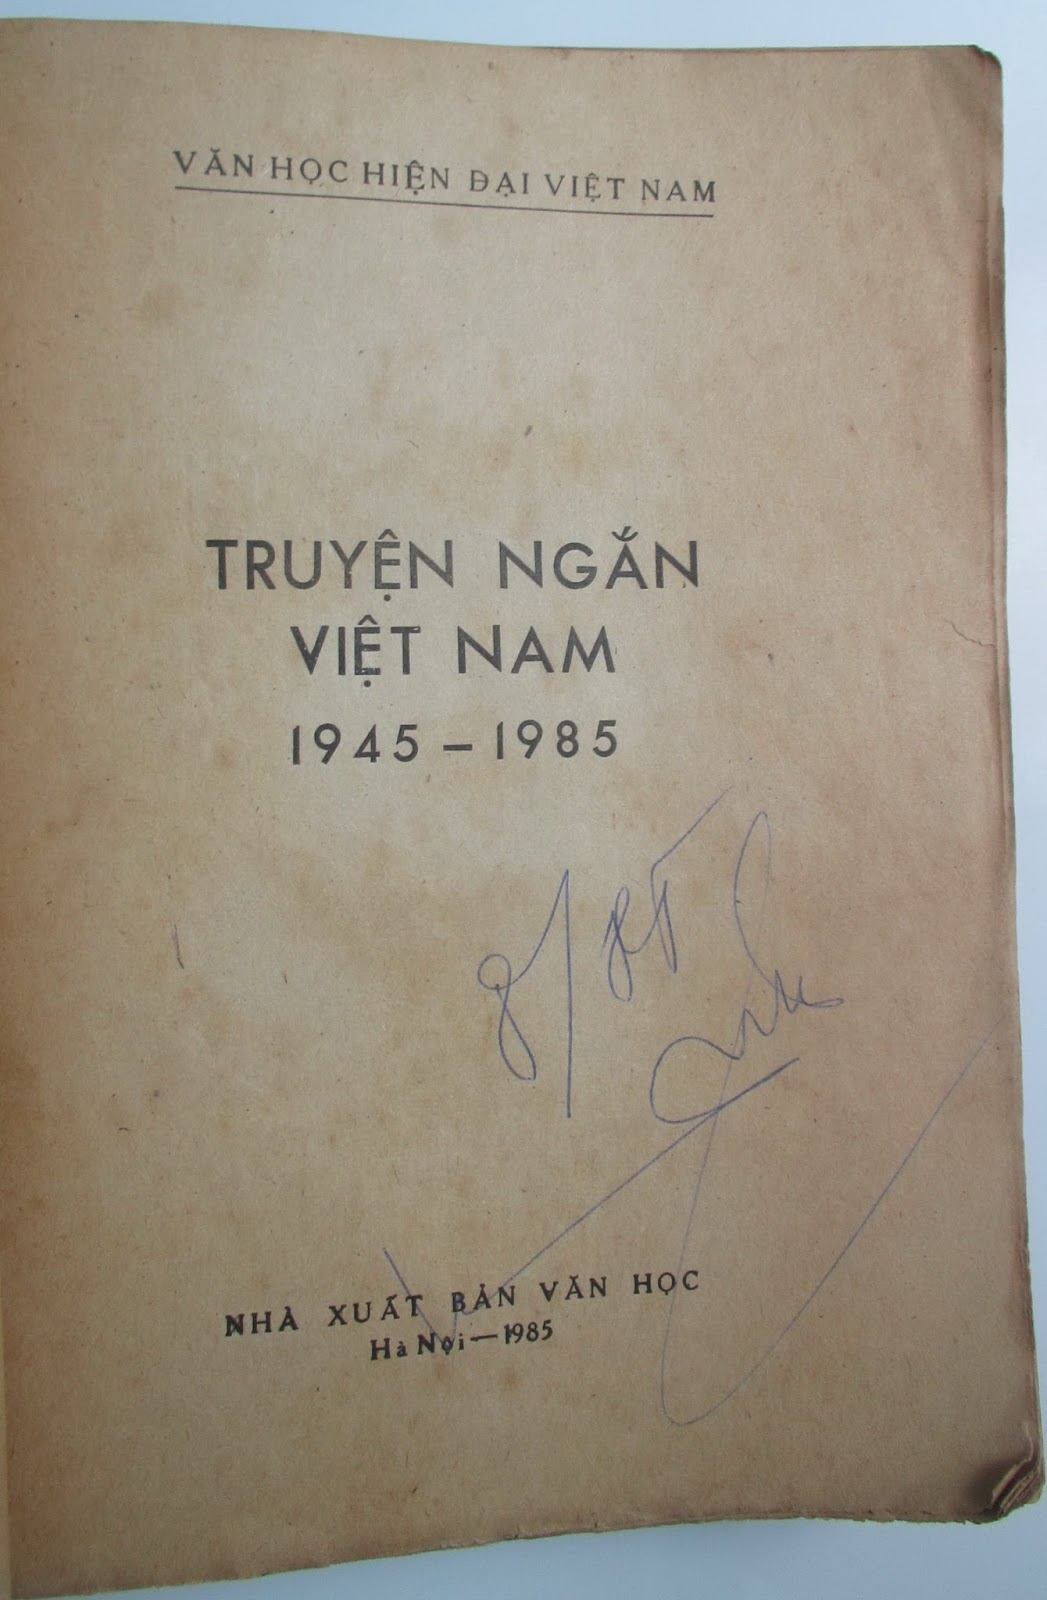 VĂN HỌC HIỆN ĐẠI VIỆT NAM
TRUYỆN NGẮN
VIỆT NAM
1945 – 1985
NHÀ XUẤT BẢN VĂN HỌC
Hà Nội — 1985